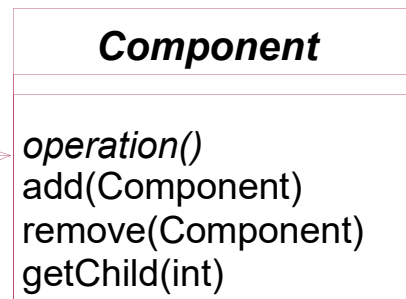 Component
operation()
add(Component)
remove(Component)
getChild(int)